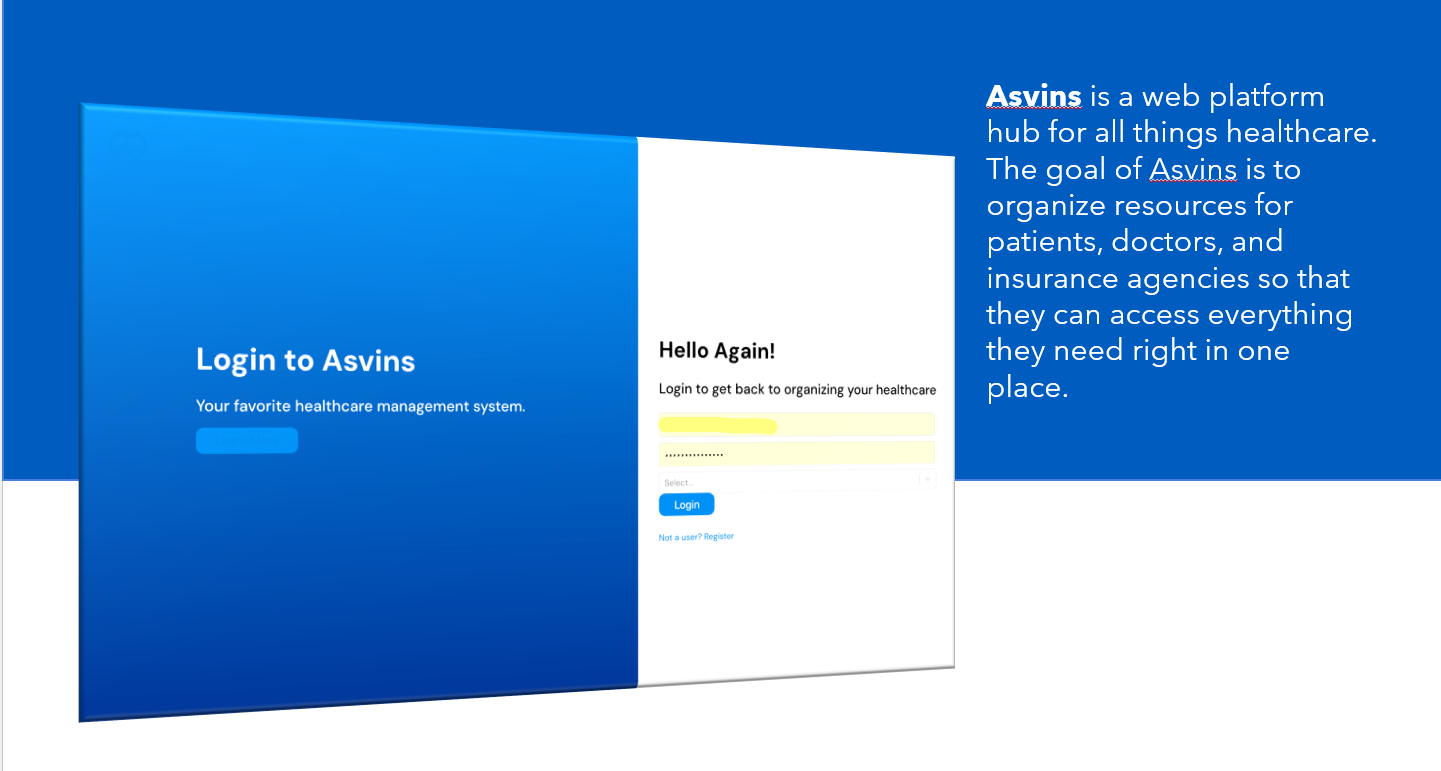 Asvins is a web platform
hub for all things healthcare.
The goal of Asvins is to
organize resources for
patients, doctors, and
insurance agencies so that
they can access everything
they need right in one
place.
Login to Asvins
Your favorite healthcare management system.
Hello Again!
Login to get back to organizing your healthcare
Select...
Login
Not a user? Register